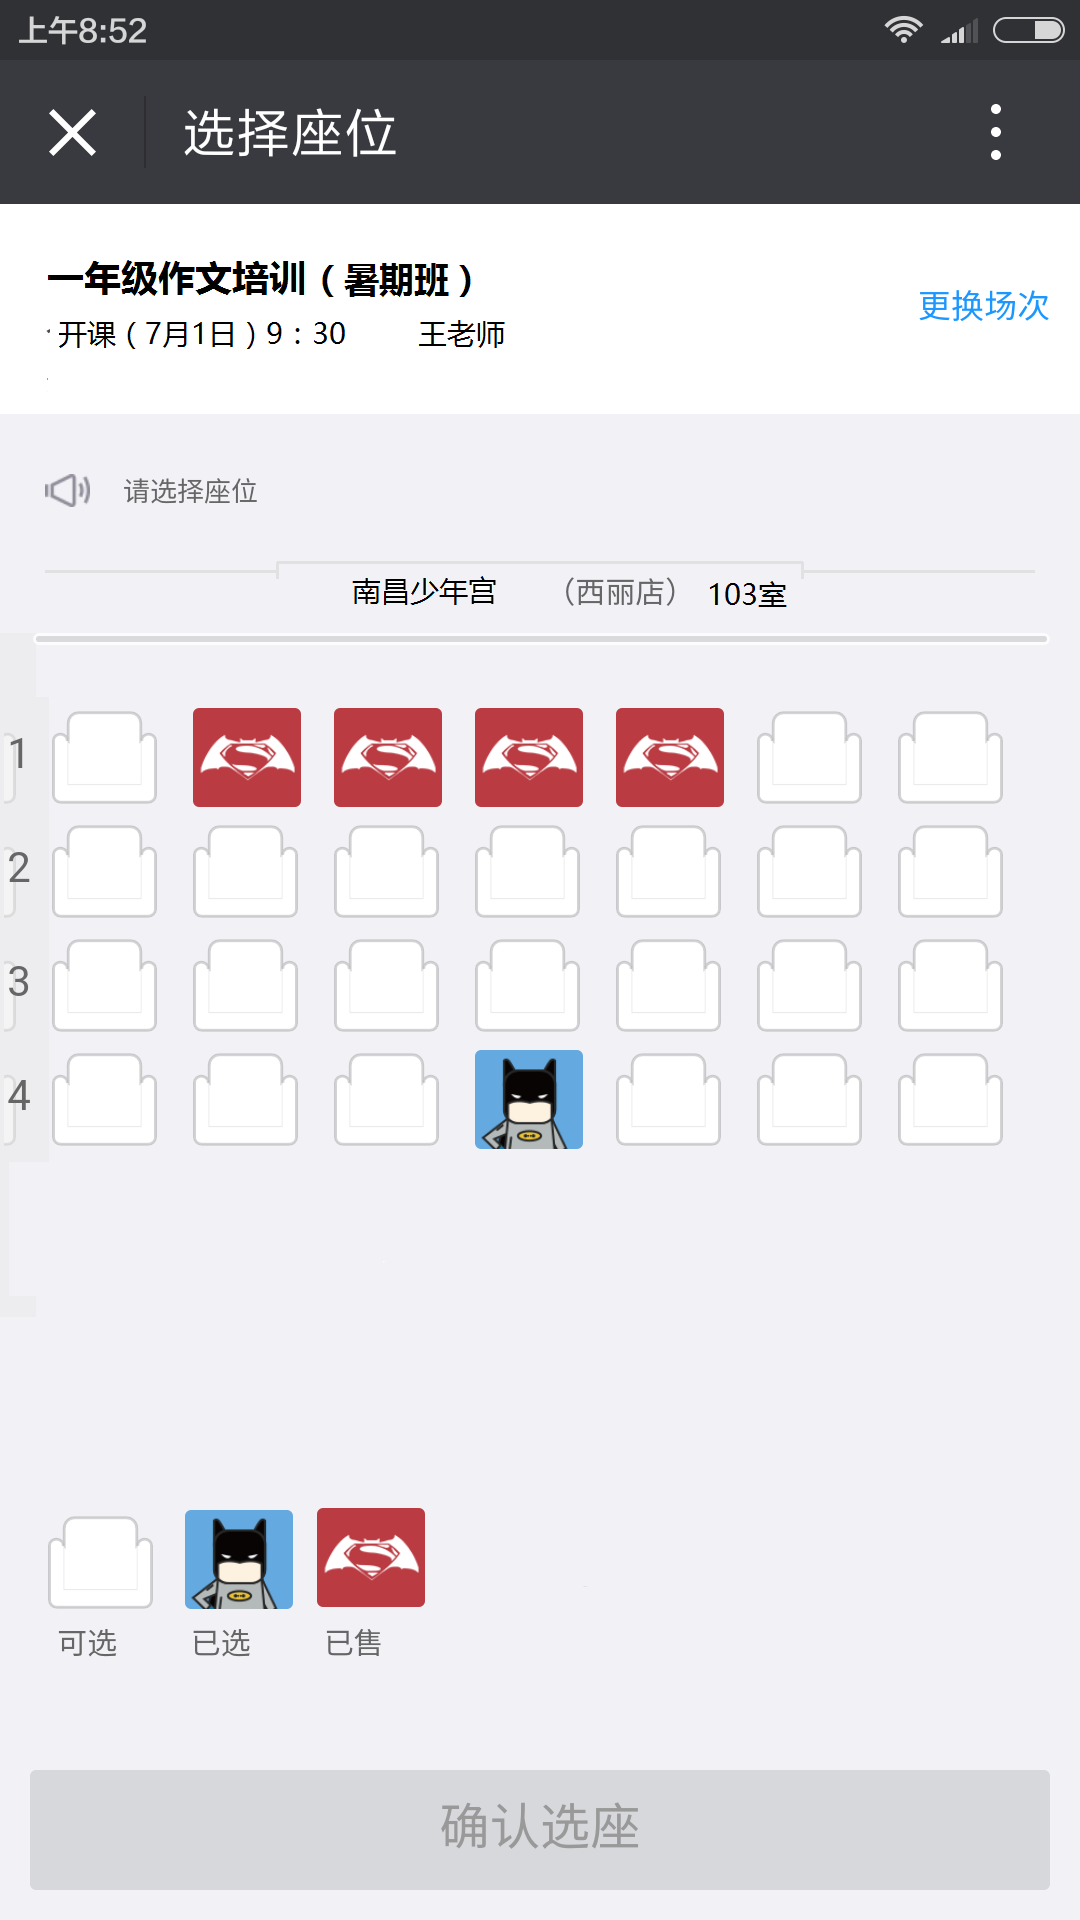 上午8:52
选择座位
一年级作文培训（暑期班）
开课（7月1日）9：30 王老师
更换场次
请选择座位
南昌少年宫 （西丽店） 103室
1
2
3
4
可选 已选 已售
确认选座